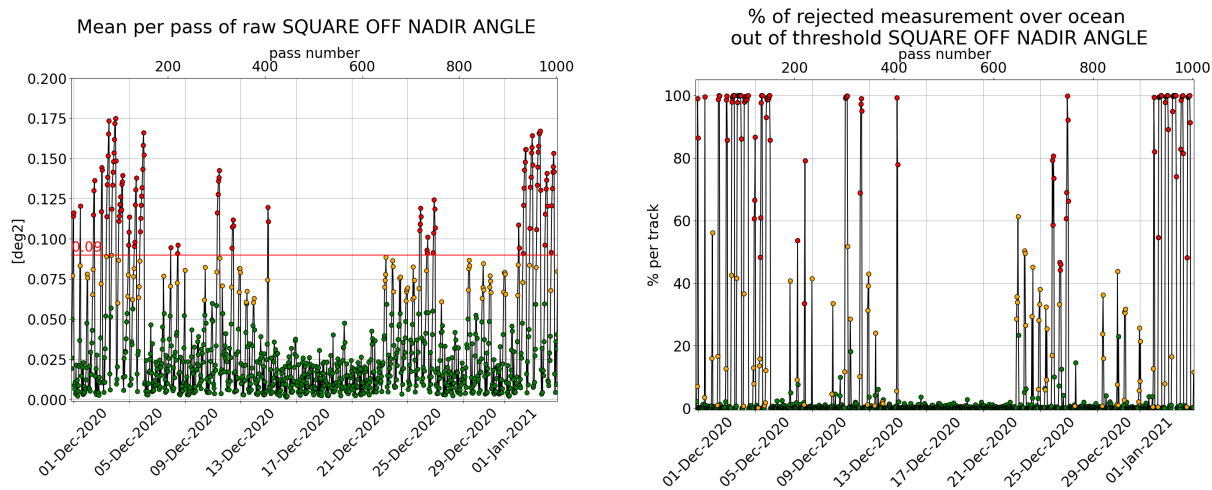 Mean per pass of raw SQUARE OFF NADIR ANGLE
pass number
200 400 600 800 1000
0.200
0.175
0.150
0.125
0.100
0.09
0.075
0.050
0.025
0.000
[deg2]
01-Dec-2020 05-Dec-2020 09-Dec-2020 13-Dec-2020 17-Dec-2020 21-Dec-2020 25-Dec-2020 29-Dec-2020 01-Jan-2021
% of rejected measurement over ocean
out of threshold SQUARE OFF NADIR ANGLE
pass number
200 400 600 800 1000
100
80
60
40
20
0
% per track
01-Dec-2020 05-Dec-2020 09-Dec-2020 13-Dec-2020 17-Dec-2020 21-Dec-2020 25-Dec-2020 29-Dec-2020 01-Jan-2021